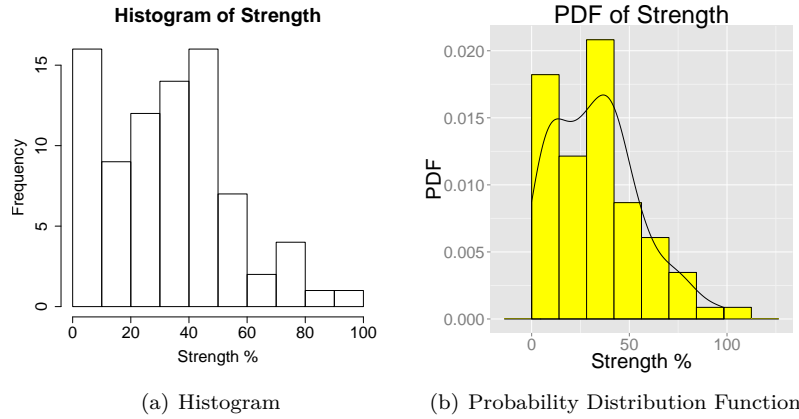 Histogram of Strength
Frequency
0
5
10
15
0
20
40
60
80
100
Strength %
(a) Histogram
PDF of Strength
PDF
0.020
0.015
0.010
0.005
0.000
0
50
100
Strength %
(b) Probability Distribution Function